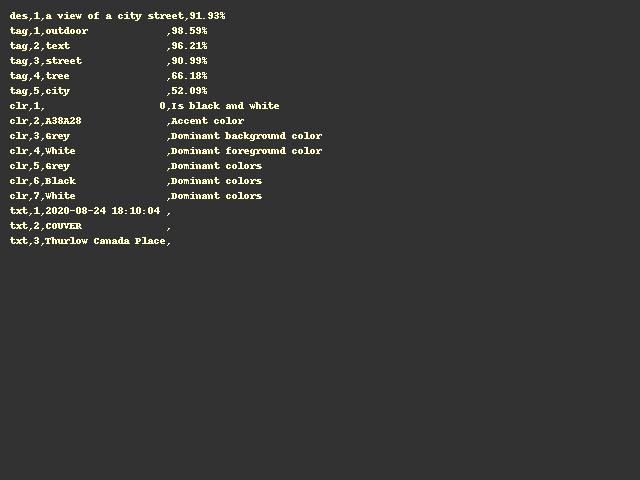 des,1,a view of a city street,91.93%
tag,1,outdoor ,98.59%
tag,2,text ,96.21%
tag,3,street ,90.99%
tag,4,tree ,66.18%
tag,5,city ,52.09%
clr,1, 0,Is black and white
clr,2,A38A28 ,Accent color
clr,3,Grey ,Dominant background color
clr,4,White ,Dominant foreground color
clr,5,Grey ,Dominant colors
clr,6,Black ,Dominant colors
clr,7,White ,Dominant colors
txt,1,2020-08-24 18:10:04 ,
txt,2,COUVER ,
txt,3,Thurlow Canada Place,